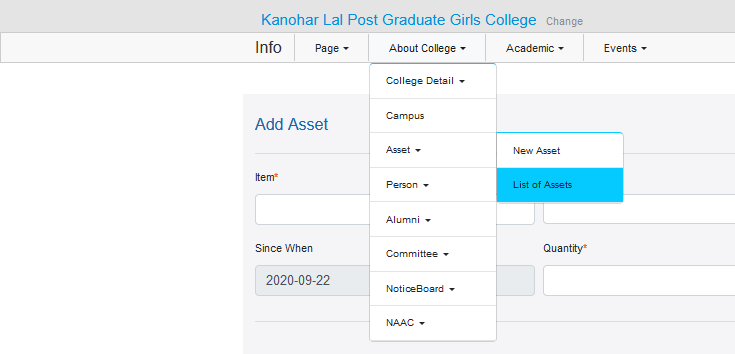 Kanohar Lal Post Graduate Girls College Change
Info Page About College Academic Events
College Detail
Campus
Asset
Person
Alumni
Committee
NoticeBoard
NAAC
New Asset
List of Assets
Add Asset
Item*
Since When Quantity*
2020-09-22